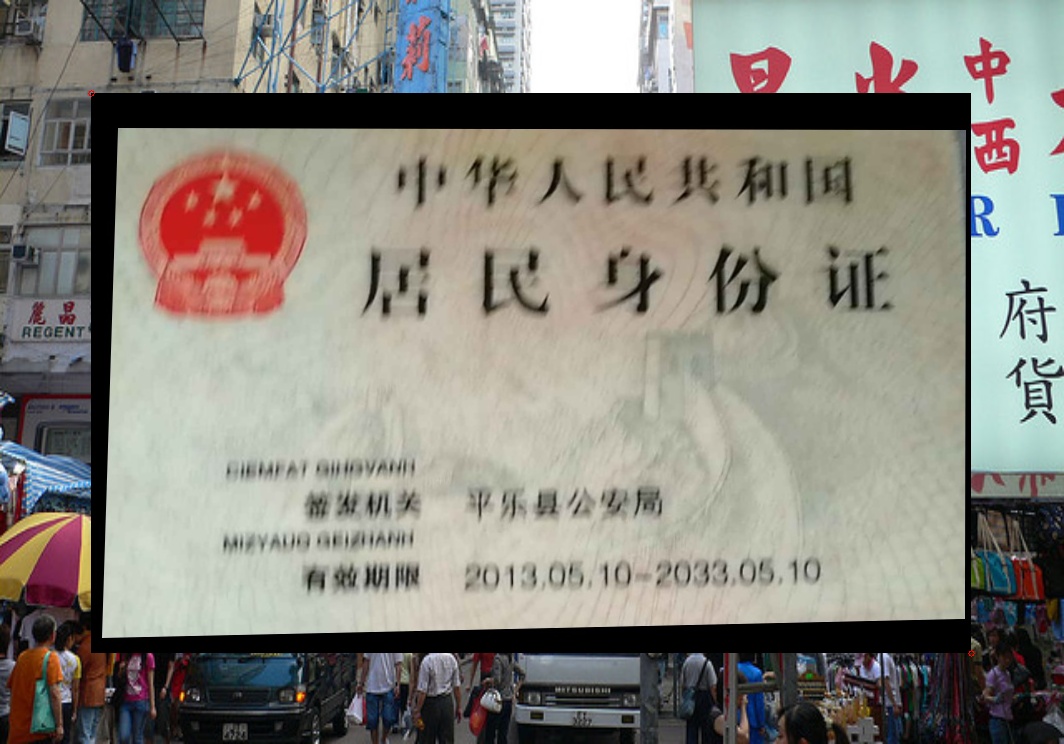 莉
中
西
R
麗晶
REGENT
府
貨
中华人民共和国
居民身份证
CIEMFAT GIHGVANH
签发机关 平乐县公安局
MIZYAUQ GEIZHANH
有效期限 2013.05.10-2033.05.10
MITSUBISHI